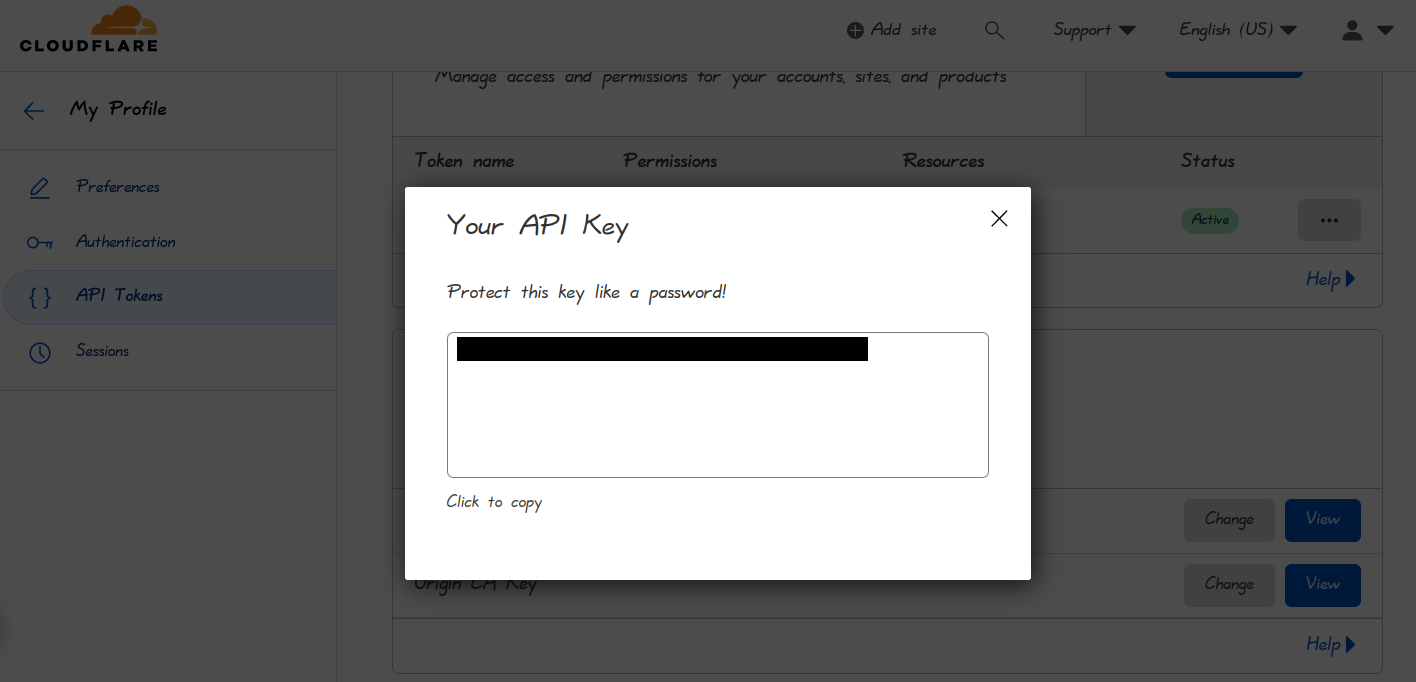 CLOUDFLARE
Add site
Support
English (US)
My Profile
Preferences
Authentication
API Tokens
Sessions
Manage access and permissions for your accounts, sites, and products
Token name Permissions Resources Status
Active
Help
Your API Key
Protect this key like a password!
Click to copy
Change View
Origin CA Key
Change View
Help